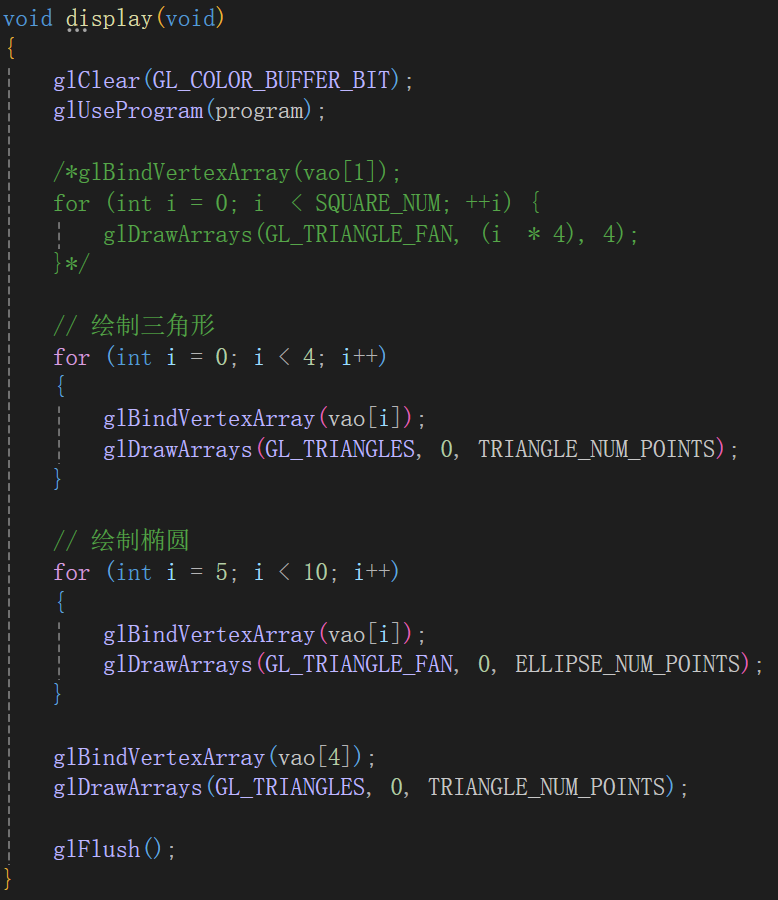 void display(void)
{
    glClear(GL_COLOR_BUFFER_BIT);
    glUseProgram(program);

    /*glBindVertexArray(vao[1]);
    for (int i = 0; i  < SQUARE_NUM; ++i) {
        glDrawArrays(GL_TRIANGLE_FAN, (i  * 4), 4);
    }*/

    // 绘制三角形
    for (int i = 0; i < 4; i++)
    {
        glBindVertexArray(vao[i]);
        glDrawArrays(GL_TRIANGLES, 0, TRIANGLE_NUM_POINTS);
    }

    // 绘制椭圆
    for (int i = 5; i < 10; i++)
    {
        glBindVertexArray(vao[i]);
        glDrawArrays(GL_TRIANGLE_FAN, 0, ELLIPSE_NUM_POINTS);
    }

    glBindVertexArray(vao[4]);
    glDrawArrays(GL_TRIANGLES, 0, TRIANGLE_NUM_POINTS);

    glFlush();
}